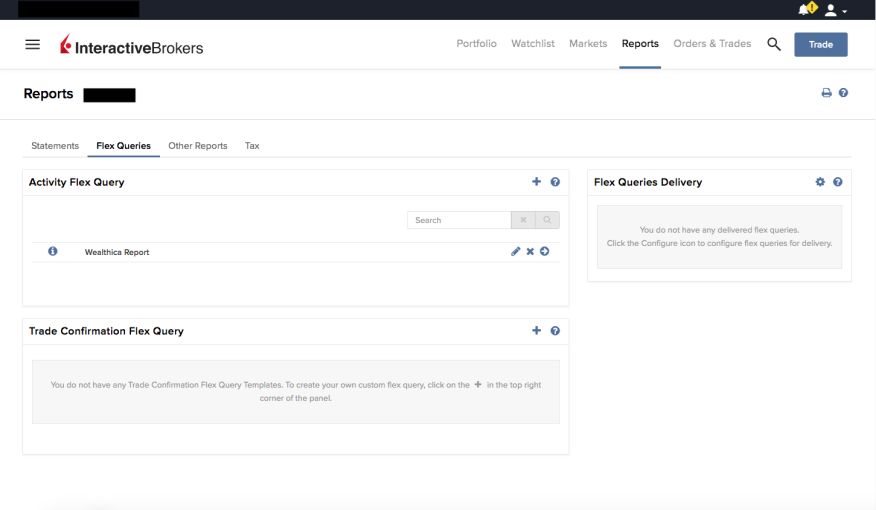 InteractiveBrokers
Portfolio Watchlist Markets Reports Orders & Trades Trade
Reports
Statements Flex Queries Other Reports Tax
Activity Flex Query
Search
Wealthica Report
Flex Queries Delivery
You do not have any delivered flex queries.
Click the Configure icon to configure flex queries for delivery.
Trade Confirmation Flex Query
You do not have any Trade Confirmation Flex Query Templates. To create your own custom flex query, click on the + in the top right
corner of the panel.